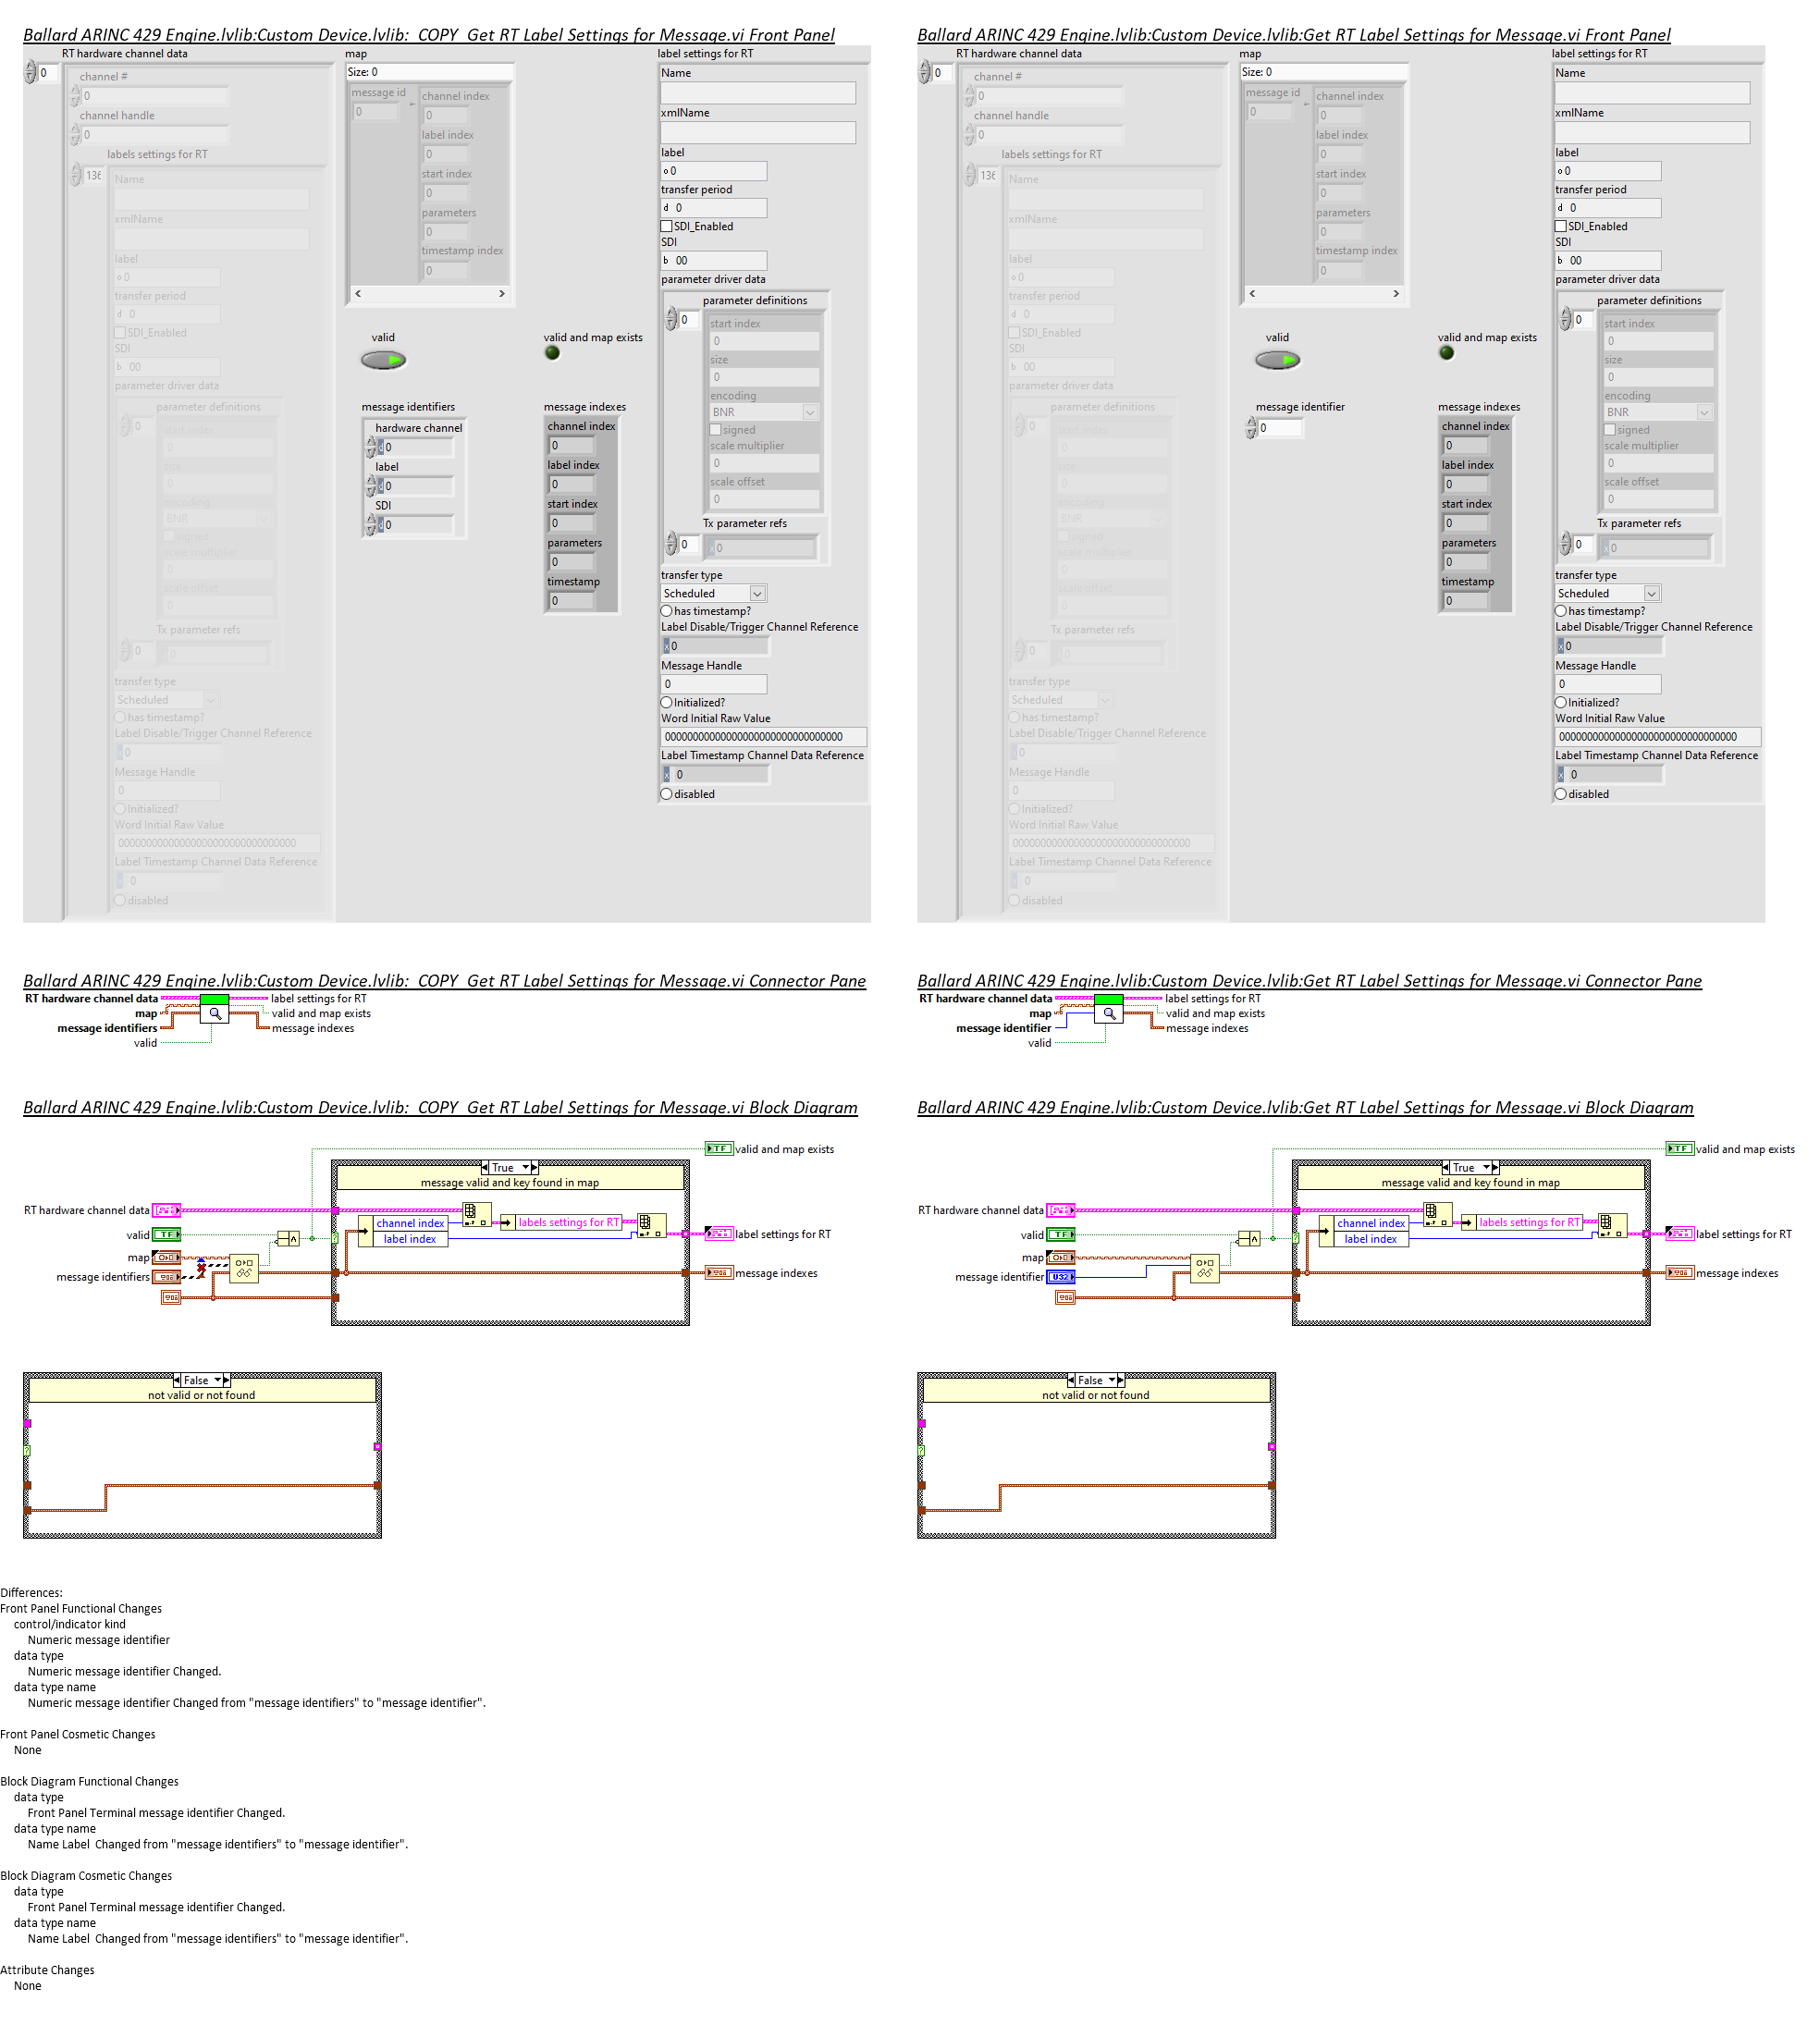 Ballard ARINC 429 Engine.lvlib:Custom Device.lvlib:  COPY  Get RT Label Settings for Message.vi Front Panel
RT hardware channel data
0
channel #
0
channel handle
0
labels settings for RT
136
Name
xmlName
label
o 0
transfer period
d 0
SDI_Enabled
SDI
b 00
parameter driver data
parameter definitions
0
start index
0
size
0
encoding
BNR
signed
scale multiplier
0
scale offset
0
Tx parameter refs
0
0
transfer type
Scheduled
has timestamp?
Label Disable/Trigger Channel Reference
0
Message Handle
0
Initialized?
Word Initial Raw Value
00000000000000000000000000000000
Label Timestamp Channel Data Reference
x 0
disabled
map
Size: 0
message id
0
channel index
0
label index
0
start index
0
parameters
0
timestamp index
0
valid
valid and map exists
message identifiers
hardware channel
d 0
label
d 0
SDI
d 0
message indexes
channel index
0
label index
0
start index
0
parameters
0
timestamp
0
label settings for RT
Name
xmlName
label
o 0
transfer period
d 0
SDI_Enabled
SDI
b 00
parameter driver data
parameter definitions
0
start index
0
size
0
encoding
BNR
signed
scale multiplier
0
scale offset
0
Tx parameter refs
0
x 0
transfer type
Scheduled
has timestamp?
Label Disable/Trigger Channel Reference
x 0
Message Handle
0
Initialized?
Word Initial Raw Value
00000000000000000000000000000000
Label Timestamp Channel Data Reference
x 0
disabled
Ballard ARINC 429 Engine.lvlib:Custom Device.lvlib:Get RT Label Settings for Message.vi Front Panel
RT hardware channel data
0
channel #
0
channel handle
0
labels settings for RT
136
Name
xmlName
label
o 0
transfer period
d 0
SDI_Enabled
SDI
b 00
parameter driver data
parameter definitions
0
start index
0
size
0
encoding
BNR
signed
scale multiplier
0
scale offset
0
Tx parameter refs
0
0
transfer type
Scheduled
has timestamp?
Label Disable/Trigger Channel Reference
0
Message Handle
0
Initialized?
Word Initial Raw Value
00000000000000000000000000000000
Label Timestamp Channel Data Reference
x 0
disabled
map
Size: 0
message id
0
channel index
0
label index
0
start index
0
parameters
0
timestamp index
0
valid
valid and map exists
message identifier
0
message indexes
channel index
0
label index
0
start index
0
parameters
0
timestamp
0
label settings for RT
Name
xmlName
label
o 0
transfer period
d 0
SDI_Enabled
SDI
b 00
parameter driver data
parameter definitions
0
start index
0
size
0
encoding
BNR
signed
scale multiplier
0
scale offset
0
Tx parameter refs
0
x 0
transfer type
Scheduled
has timestamp?
Label Disable/Trigger Channel Reference
x 0
Message Handle
0
Initialized?
Word Initial Raw Value
00000000000000000000000000000000
Label Timestamp Channel Data Reference
x 0
disabled
Ballard ARINC 429 Engine.lvlib:Custom Device.lvlib:  COPY  Get RT Label Settings for Message.vi Connector Pane
RT hardware channel data
map
message identifiers
valid
label settings for RT
valid and map exists
message indexes
Ballard ARINC 429 Engine.lvlib:Custom Device.lvlib:Get RT Label Settings for Message.vi Connector Pane
RT hardware channel data
map
message identifier
valid
label settings for RT
valid and map exists
message indexes
Ballard ARINC 429 Engine.lvlib:Custom Device.lvlib:  COPY  Get RT Label Settings for Message.vi Block Diagram
TF valid and map exists
True
message valid and key found in map
RT hardware channel data
valid TF
map
message identifiers
channel index
label index
labels settings for RT
label settings for RT
message indexes
False
not valid or not found
Ballard ARINC 429 Engine.lvlib:Custom Device.lvlib:Get RT Label Settings for Message.vi Block Diagram
TF valid and map exists
True
message valid and key found in map
RT hardware channel data
valid TF
map
message identifier U32
channel index
label index
labels settings for RT
label settings for RT
message indexes
False
not valid or not found
Differences:
Front Panel Functional Changes
control/indicator kind
Numeric message identifier
data type
Numeric message identifier Changed.
data type name
Numeric message identifier Changed from "message identifiers" to "message identifier".
Front Panel Cosmetic Changes
None
Block Diagram Functional Changes
data type
Front Panel Terminal message identifier Changed.
data type name
Name Label  Changed from "message identifiers" to "message identifier".
Block Diagram Cosmetic Changes
data type
Front Panel Terminal message identifier Changed.
data type name
Name Label  Changed from "message identifiers" to "message identifier".
Attribute Changes
None